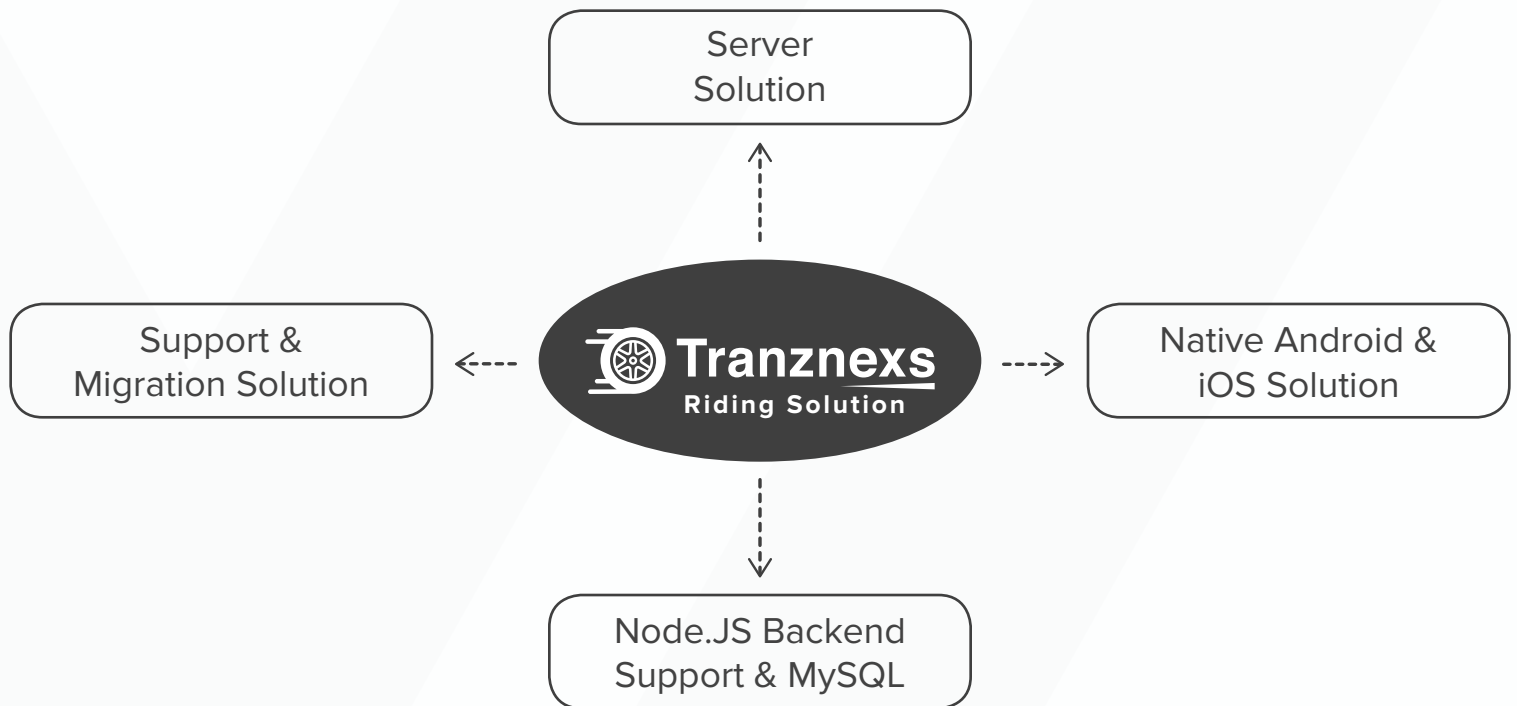 Server
Solution
Support &
Migration Solution
Tranznexs
Riding Solution
Native Android &
iOS Solution
Node.JS Backend
Support & MySQL